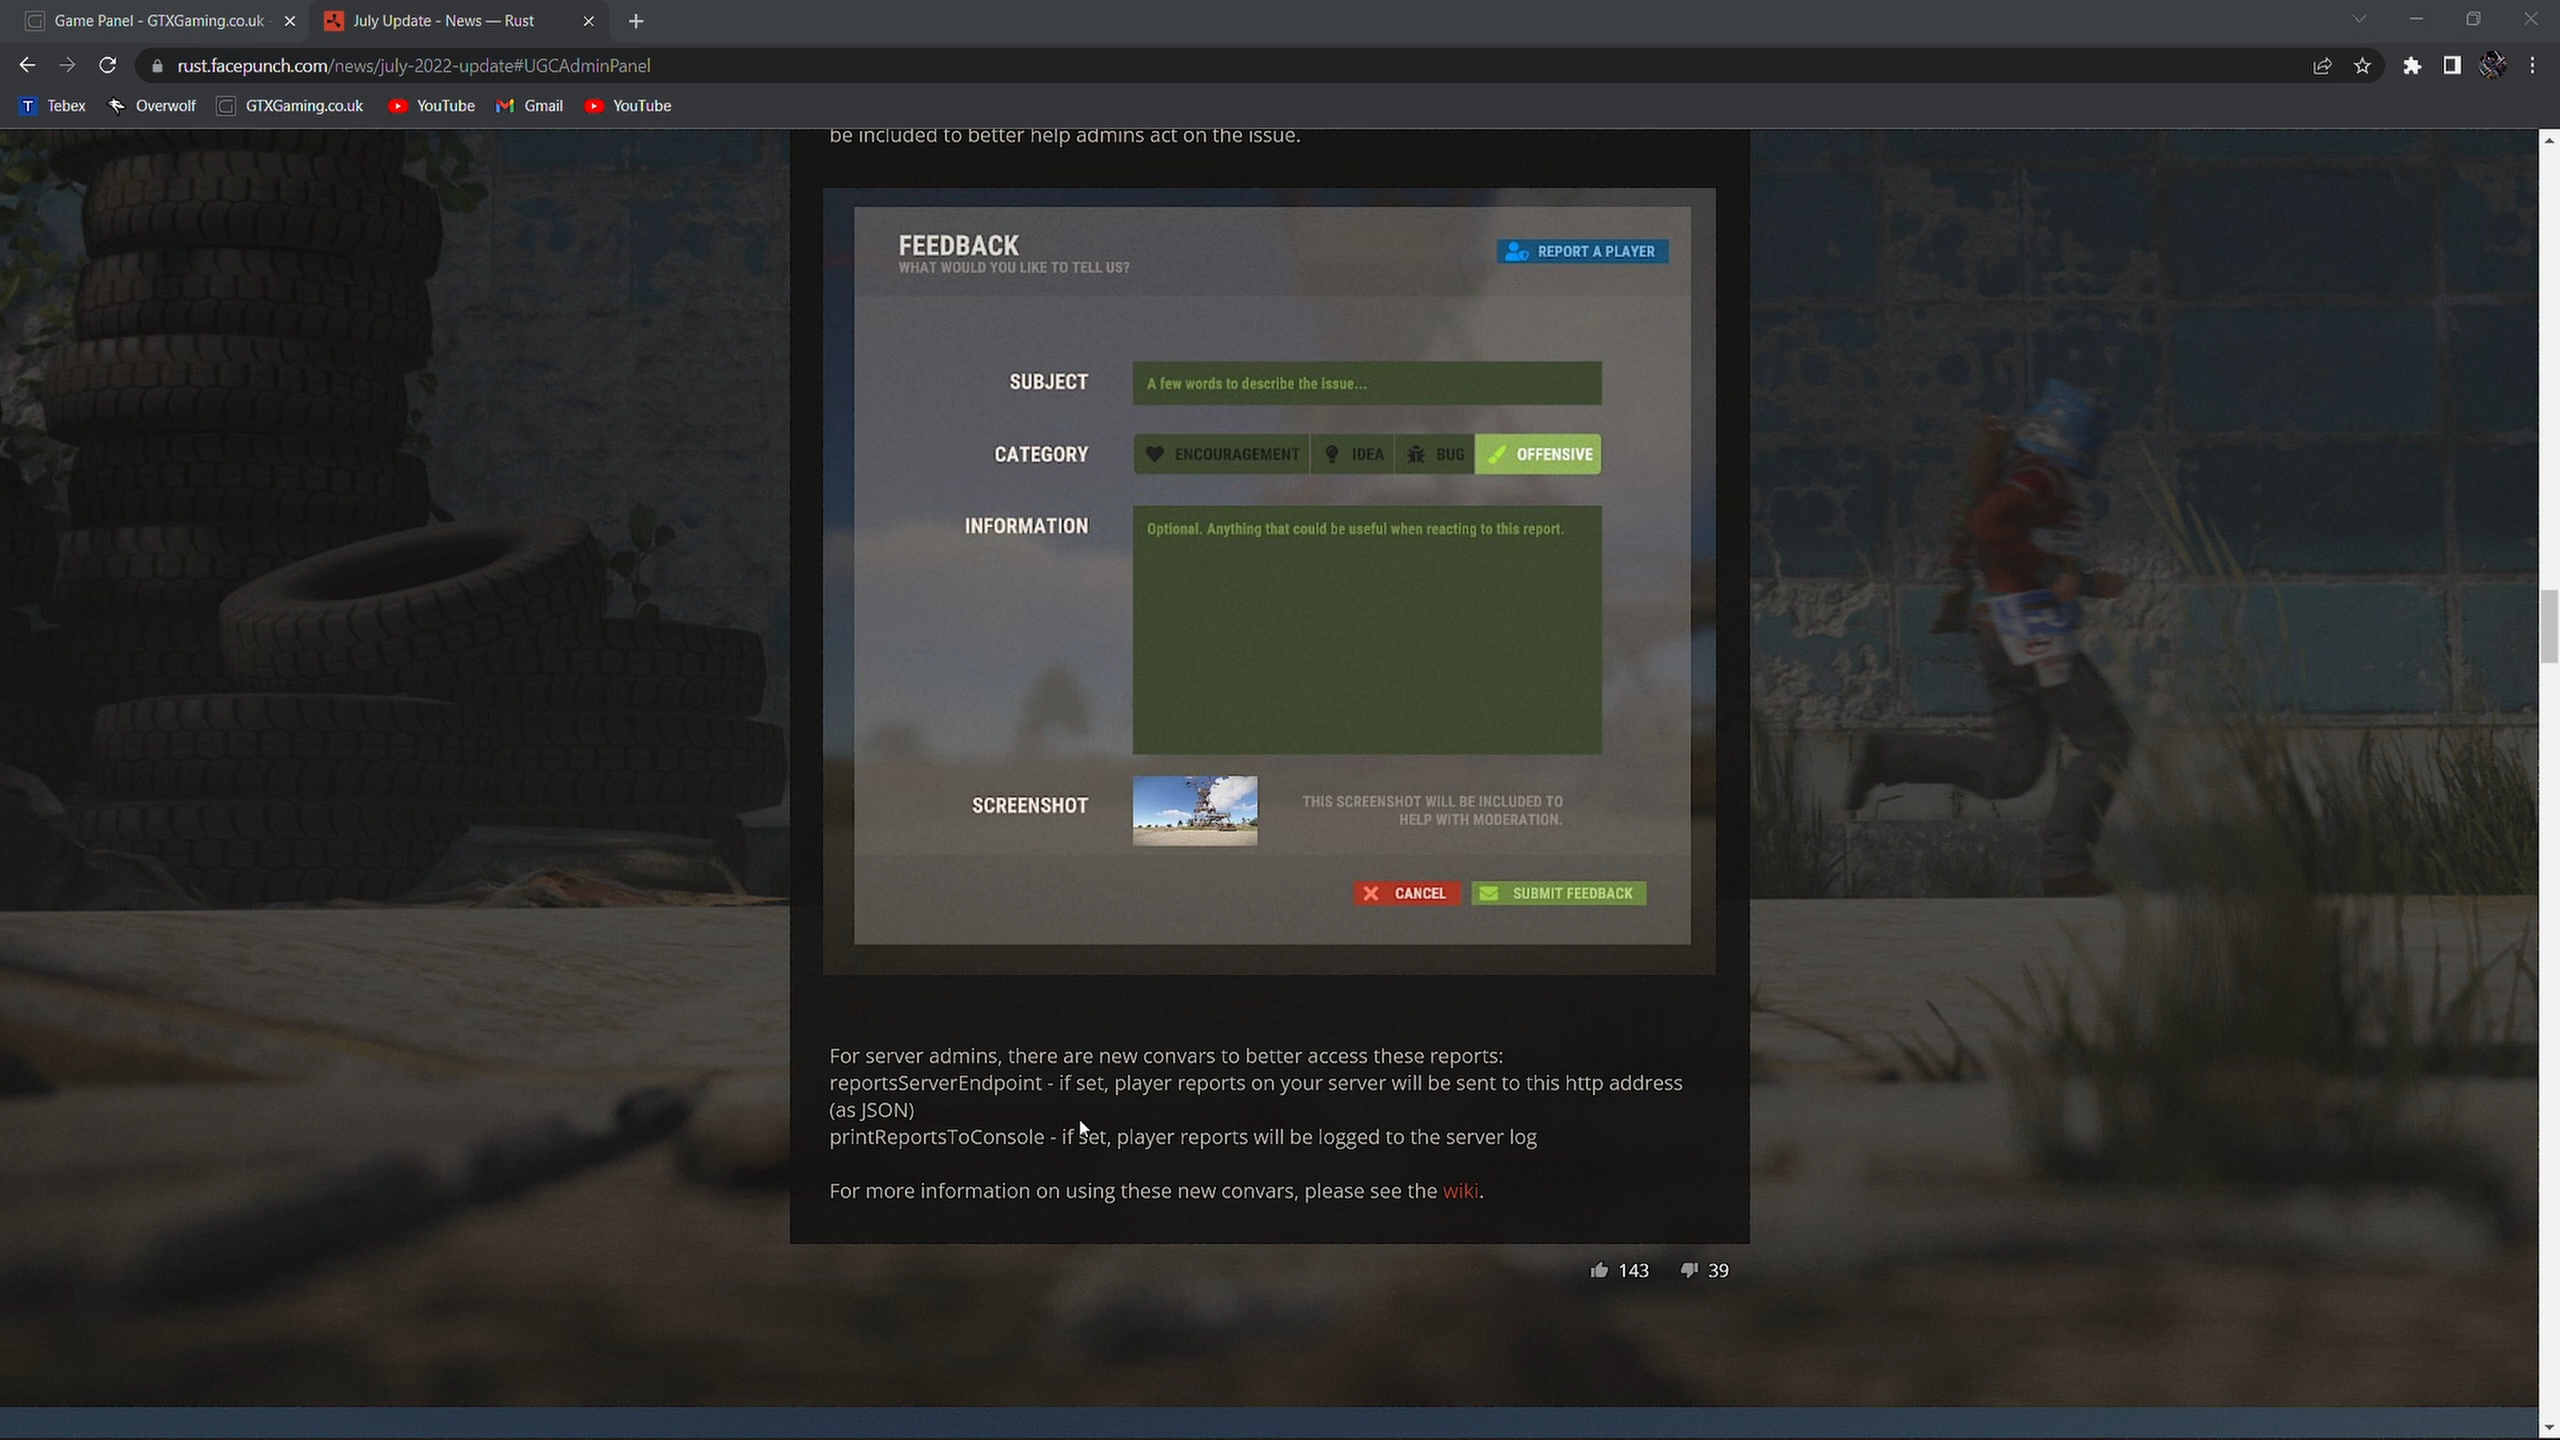 Game Panel - GTXGaming.co.uk -
July Update - News — Rust
rust.facepunch.com/news/july-2022-update#UGCAdminPanel
Tebex
Overwolf
GTXGaming.co.uk
YouTube
Gmail
YouTube
be included to better help admins act on the issue.
FEEDBACK
WHAT WOULD YOU LIKE TO TELL US?
REPORT A PLAYER
SUBJECT
A few words to describe the issue...
CATEGORY
ENCOURAGEMENT
IDEA
BUG
OFFENSIVE
INFORMATION
Optional. Anything that could be useful when reacting to this report.
SCREENSHOT
THIS SCREENSHOT WILL BE INCLUDED TO
HELP WITH MODERATION.
CANCEL
SUBMIT FEEDBACK
For server admins, there are new convars to better access these reports:
reportsServerEndpoint - if set, player reports on your server will be sent to this http address
(as JSON)
printReportsToConsole - if set, player reports will be logged to the server log
For more information on using these new convars, please see the wiki.
143
39